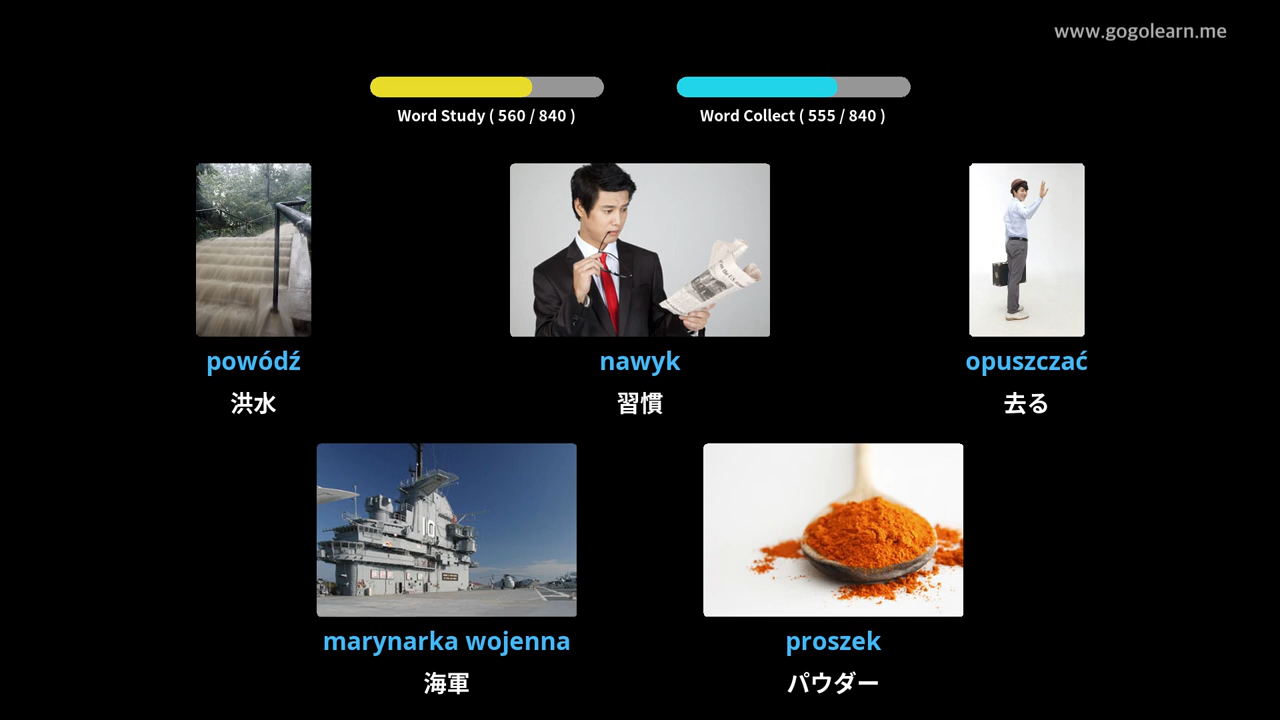 www.gogolearn.me
Word Study ( 560 / 840 )
Word Collect ( 555 / 840 )
powódź
洪水
nawyk
習慣
opuszczać
去る
10
marynarka wojenna
海軍
proszek
パウダー